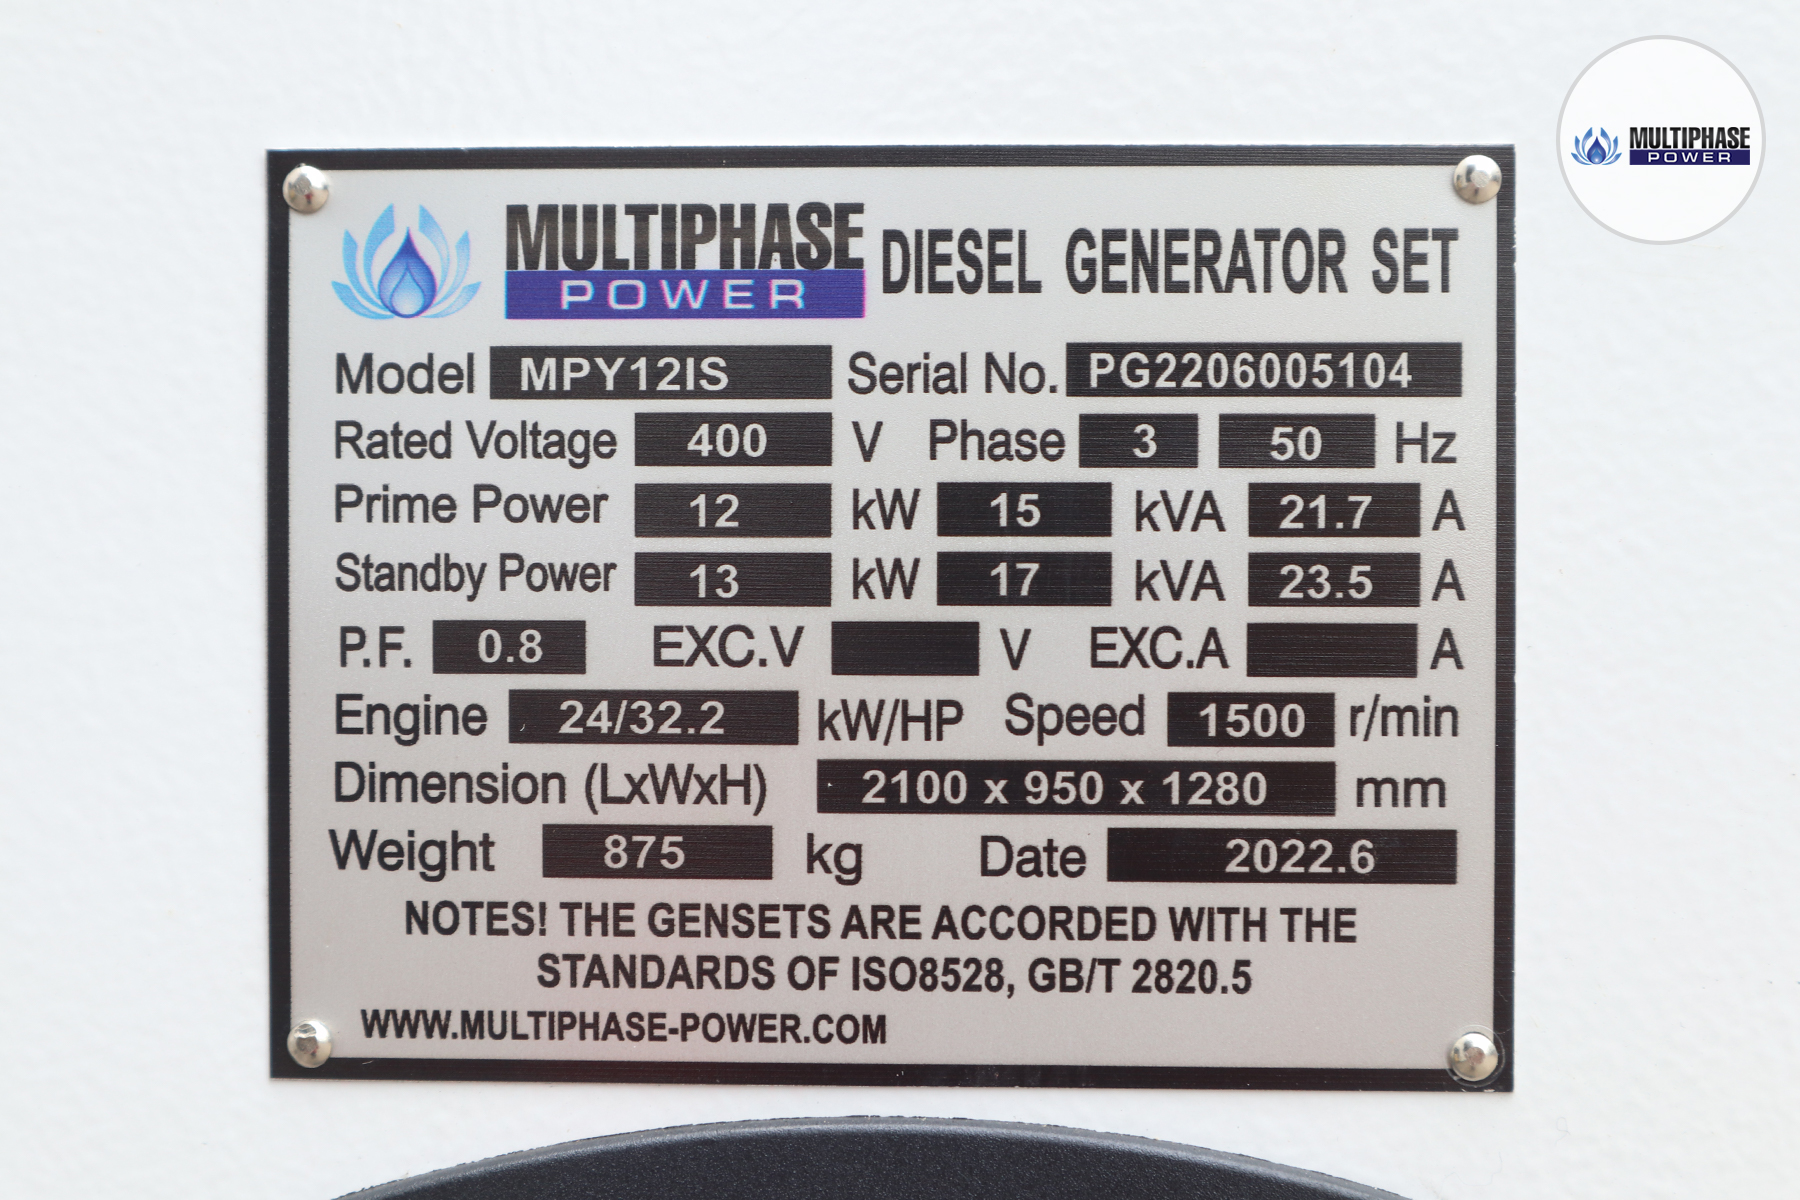 MULTIPHASE
POWER
MULTIPHASE
POWER
DIESEL GENERATOR SET
Model MPY12IS Serial No. PG2206005104
Rated Voltage 400 V Phase 3 50 Hz
Prime Power 12 kW 15 kVA 21.7 A
Standby Power 13 kW 17 kVA 23.5 A
P.F. 0.8 EXC.V V EXC.A A
Engine 24/32.2 kW/HP Speed 1500 r/min
Dimension (LxWxH) 2100 x 950 x 1280 mm
Weight 875 kg Date 2022.6
NOTES! THE GENSETS ARE ACCORDED WITH THE
STANDARDS OF ISO8528, GB/T 2820.5
WWW.MULTIPHASE-POWER.COM